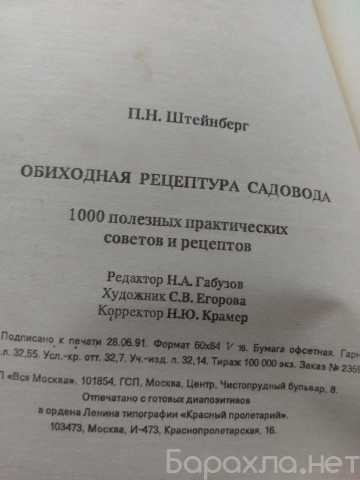 П.Н. Штейнберг
ОБИХОДНАЯ РЕЦЕПТУРА САДОВОДА
1000 полезных практических
советов и рецептов
Редактор Н.А. Габузов
Художник С.В. Егорова
Корректор Н.Ю. Крамер
Подписано к печати 28.06.91. Формат 60х84 1/16. Бумага офсетная. Гарн
.л. 32,55. Усл.-кр. отт. 32,7. Уч.-изд. л. 32,14. Тираж 100 000 экз. Заказ № 236
П «Вся Москва». 101854, ГСП, Москва, Центр, Чистопрудный бульвар, 8.
Отпечатано с готовых диапозитивов
в ордена Ленина типографии «Красный пролетарий».
103473, Москва, И-473, Краснопролетарская, 16.
Барахла.нет